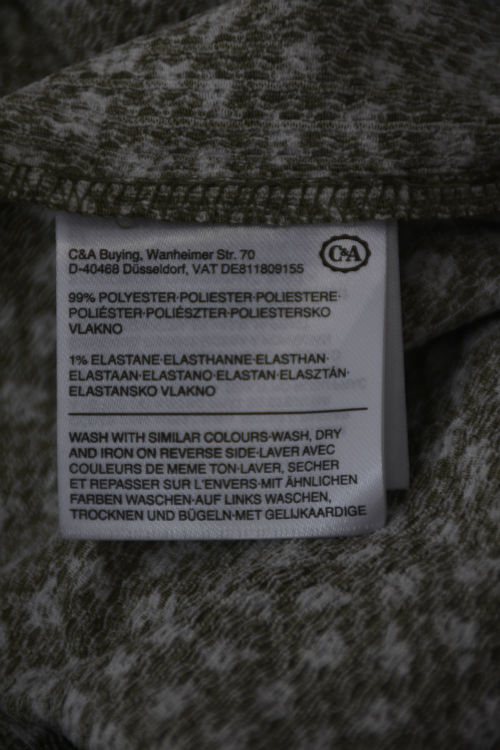 C&A Buying, Wanheimer Str. 70
D-40468 Düsseldorf, VAT DE811809155
C&A
99% POLYESTER·POLIESTER·POLIESTERE·
POLIÉSTER·POLIÉSZTER·POLIESTERSKO
VLAKNO
1% ELASTANE·ELASTHANNE·ELASTHAN·
ELASTAAN·ELASTANO·ELASTAN·ELASZTÁN·
ELASTANSKO VLAKNO
WASH WITH SIMILAR COLOURS·WASH, DRY
AND IRON ON REVERSE SIDE·LAVER AVEC
COULEURS DE MEME TON·LAVER, SECHER
ET REPASSER SUR L'ENVERS·MIT ÄHNLICHEN
FARBEN WASCHEN·AUF LINKS WASCHEN,
TROCKNEN UND BÜGELN·MET GELIJKAARDIGE